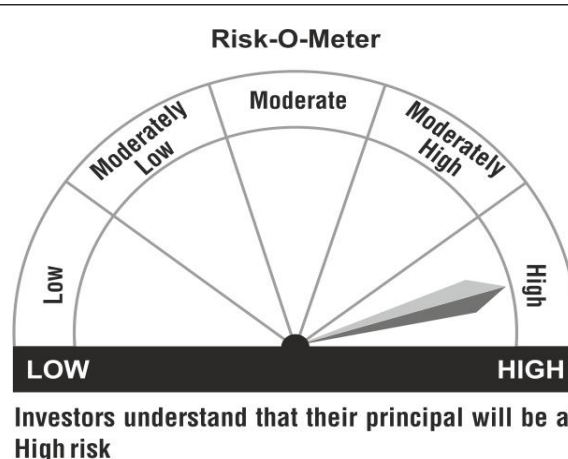 Risk-O-Meter
Moderately
Low
Moderate
Moderately
High
Low
High
LOW
HIGH
Investors understand that their principal will be a
High risk